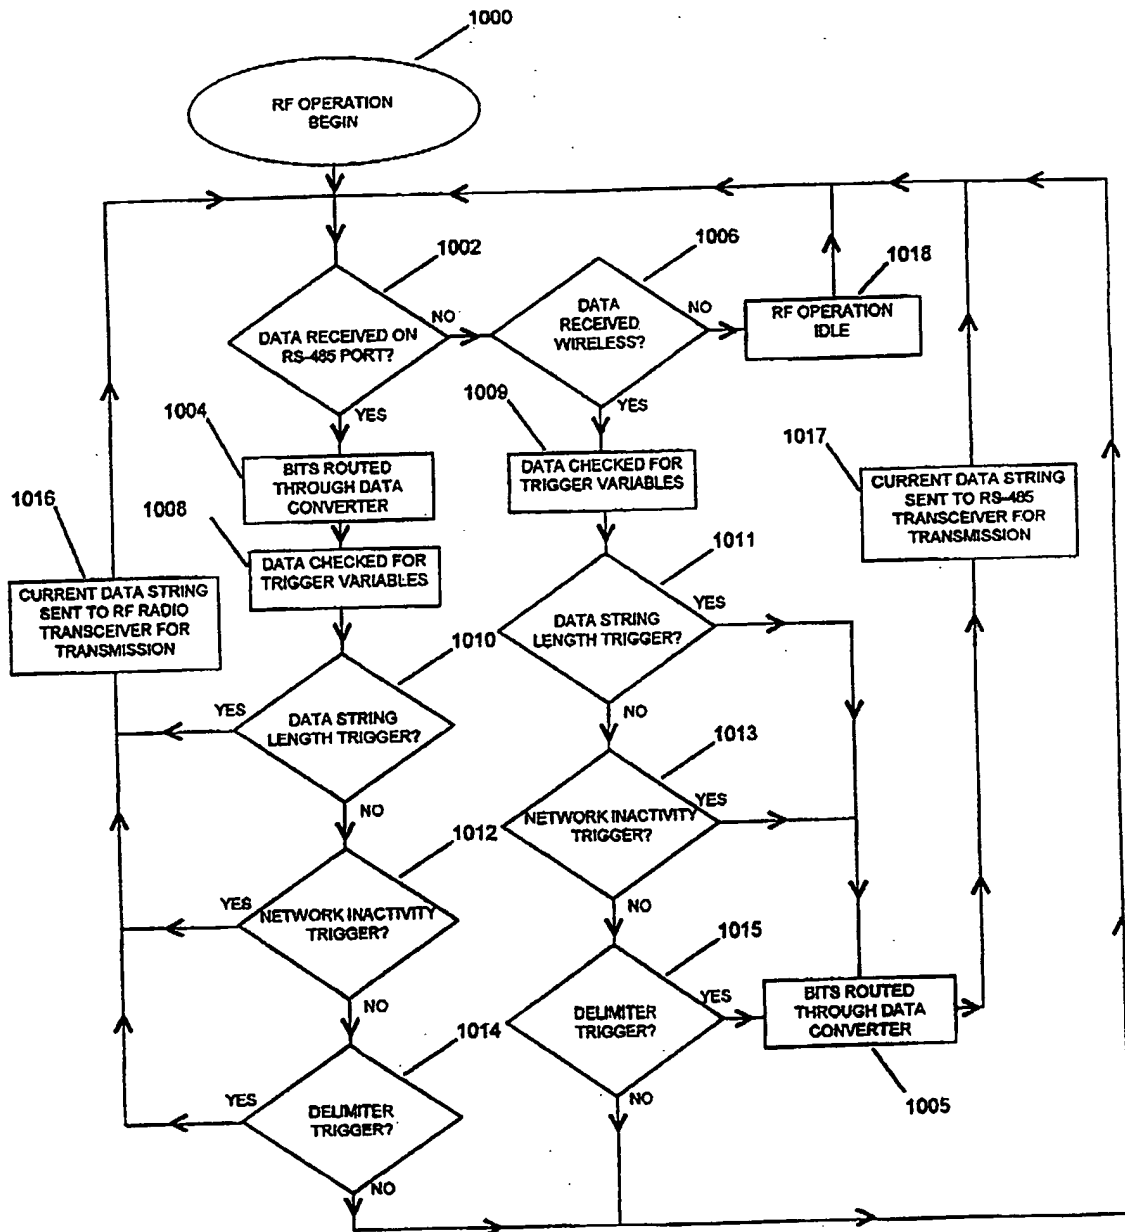 1000
RF OPERATION
BEGIN
1002
1006
1018
DATA RECEIVED ON
RS-485 PORT?
NO
DATA
RECEIVED
WIRELESS?
NO
RF OPERATION
IDLE
YES
YES
1004
1009
1017
BITS ROUTED
THROUGH DATA
CONVERTER
DATA CHECKED FOR
TRIGGER VARIABLES
CURRENT DATA STRING
SENT TO RS-485
TRANSCEIVER FOR
TRANSMISSION
1016
1008
DATA CHECKED FOR
TRIGGER VARIABLES
1011
CURRENT DATA STRING
SENT TO RF RADIO
TRANSCEIVER FOR
TRANSMISSION
DATA STRING
LENGTH TRIGGER?
YES
1010
NO
YES
DATA STRING
LENGTH TRIGGER?
1013
NO
NETWORK INACTIVITY
TRIGGER?
YES
1012
NO
YES
NETWORK INACTIVITY
TRIGGER?
1015
NO
DELIMITER
TRIGGER?
YES
BITS ROUTED
THROUGH DATA
CONVERTER
1014
NO
1005
YES
DELIMITER
TRIGGER?
NO